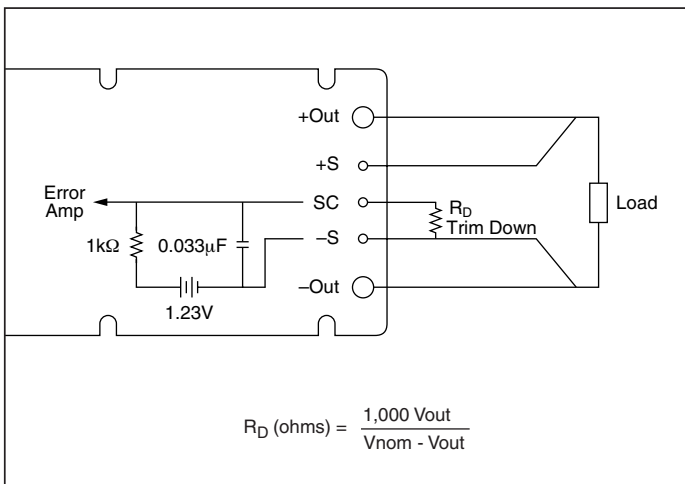 +Out
+S
Error
Amp
SC
R_D
Load
Trim Down
1kΩ
0.033μF
–S
–Out
1.23V
R_D (ohms) = 1,000 Vout
Vnom - Vout